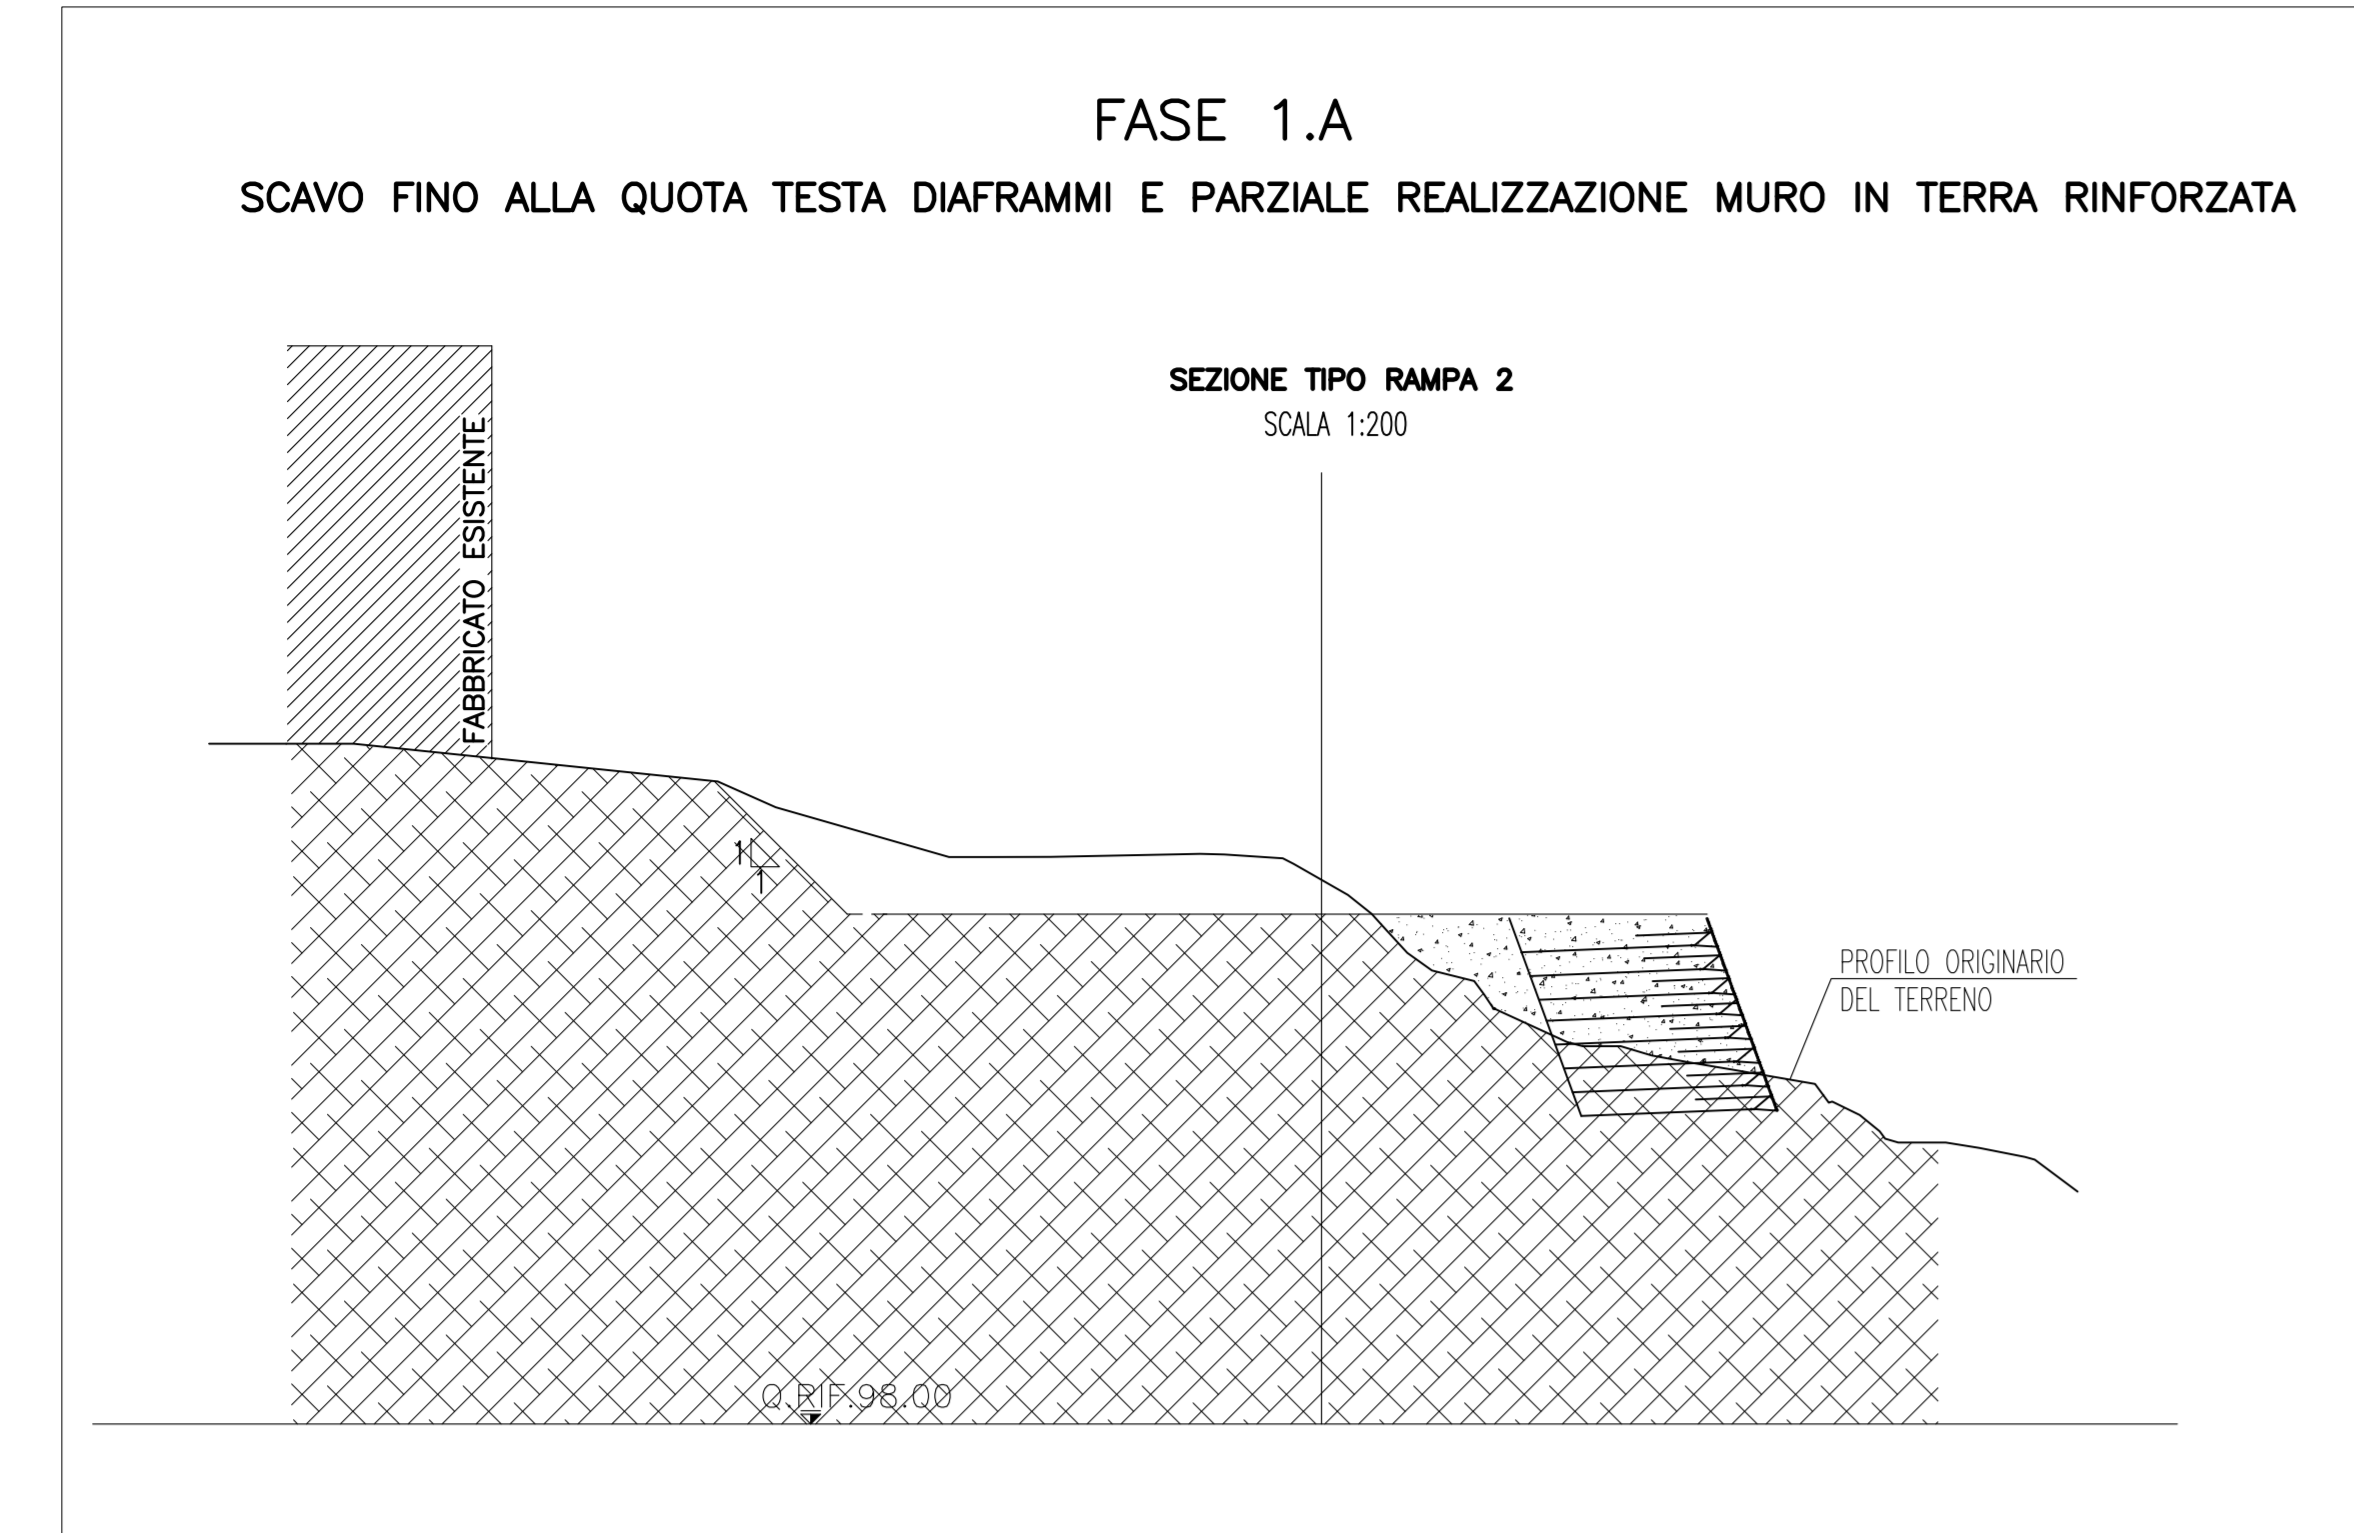 FASE 1.A
SCAVO FINO ALLA QUOTA TESTA DIAFRAMMI E PARZIALE REALIZZAZIONE MURO IN TERRA RINFORZATA
SEZIONE TIPO RAMPA 2
SCALA 1:200
FABBRICATO ESISTENTE
1
1
PROFILO ORIGINARIO
DEL TERRENO
Q.RIF.98.00